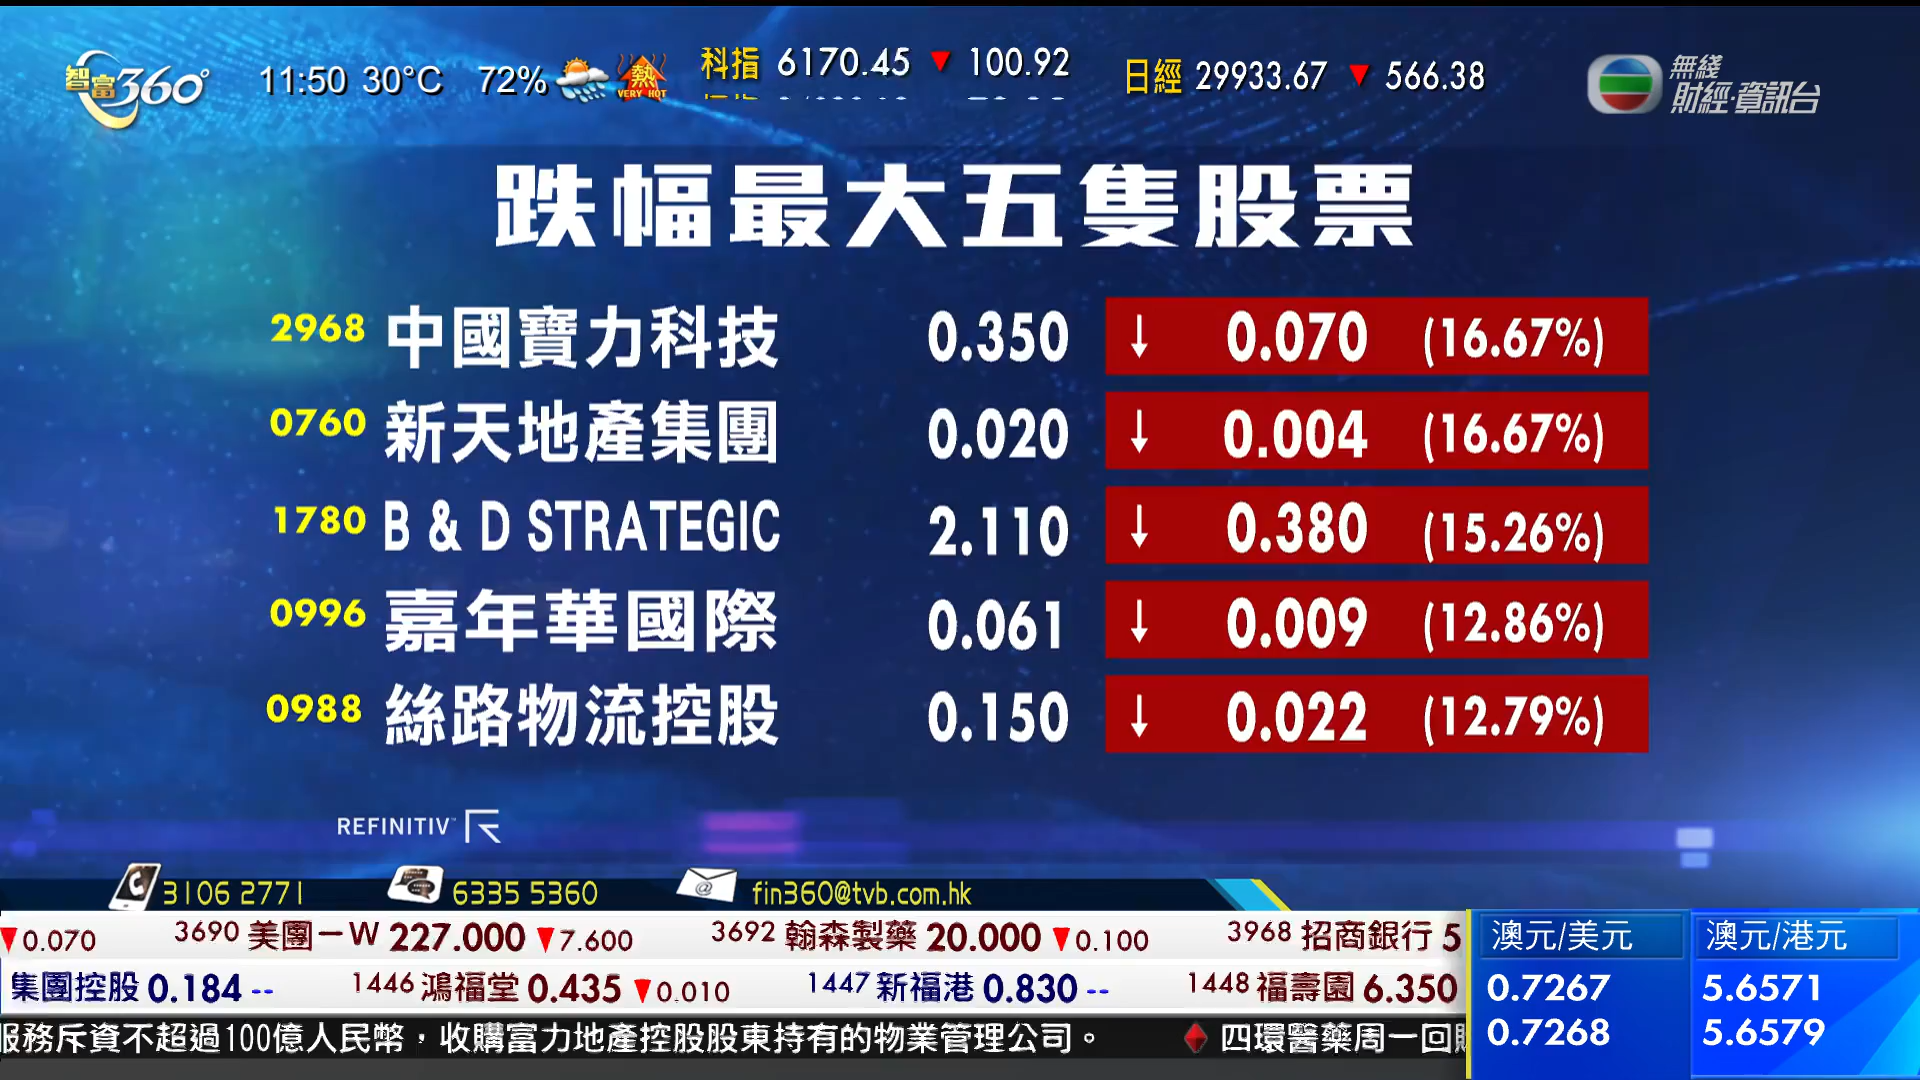 智富360°
11:50 30°C 72%
熱
VERY HOT
科指 6170.45 ▼ 100.92
日經 29933.67 ▼ 566.38
無綫
財經·資訊台
跌幅最大五隻股票
2968 中國寶力科技 0.350 ↓ 0.070 (16.67%)
0760 新天地產集團 0.020 ↓ 0.004 (16.67%)
1780 B & D STRATEGIC 2.110 ↓ 0.380 (15.26%)
0996 嘉年華國際 0.061 ↓ 0.009 (12.86%)
0988 絲路物流控股 0.150 ↓ 0.022 (12.79%)
REFINITIV
3106 2771 6335 5360 fin360@tvb.com.hk
▼0.070 3690 美團－W 227.000 ▼7.600 3692 翰森製藥 20.000 ▼0.100 3968 招商銀行 5
集團控股 0.184 -- 1446 鴻福堂 0.435 ▼0.010 1447 新福港 0.830 -- 1448 福壽園 6.350
服務斥資不超過100億人民幣，收購富力地產控股股東持有的物業管理公司。 ♦ 四環醫藥周一回
澳元/美元 澳元/港元
0.7267 5.6571
0.7268 5.6579